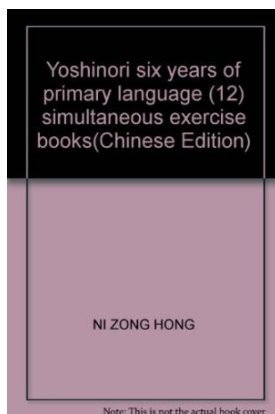 Yoshinori six years of
primary language (12)
simultaneous exercise
books(Chinese Edition)
NI ZONG HONG
Note: This is not the actual book cover